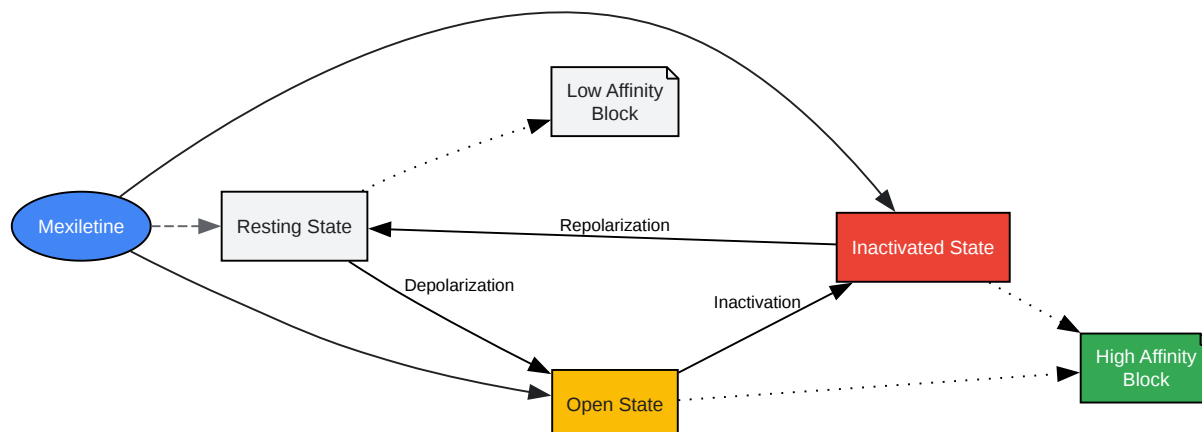 Low Affinity
Block
Mexiletine
Resting State
Repolarization
Inactivated State
Depolarization
Inactivation
High Affinity
Block
Open State